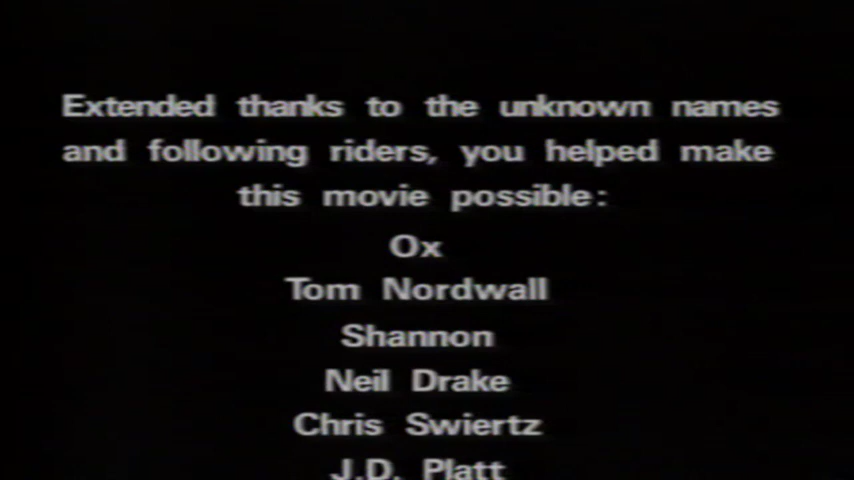 Extended thanks to the unknown names
and following riders, you helped make
this movie possible:
Ox
Tom Nordwall
Shannon
Neil Drake
Chris Swiertz
J.D. Platt